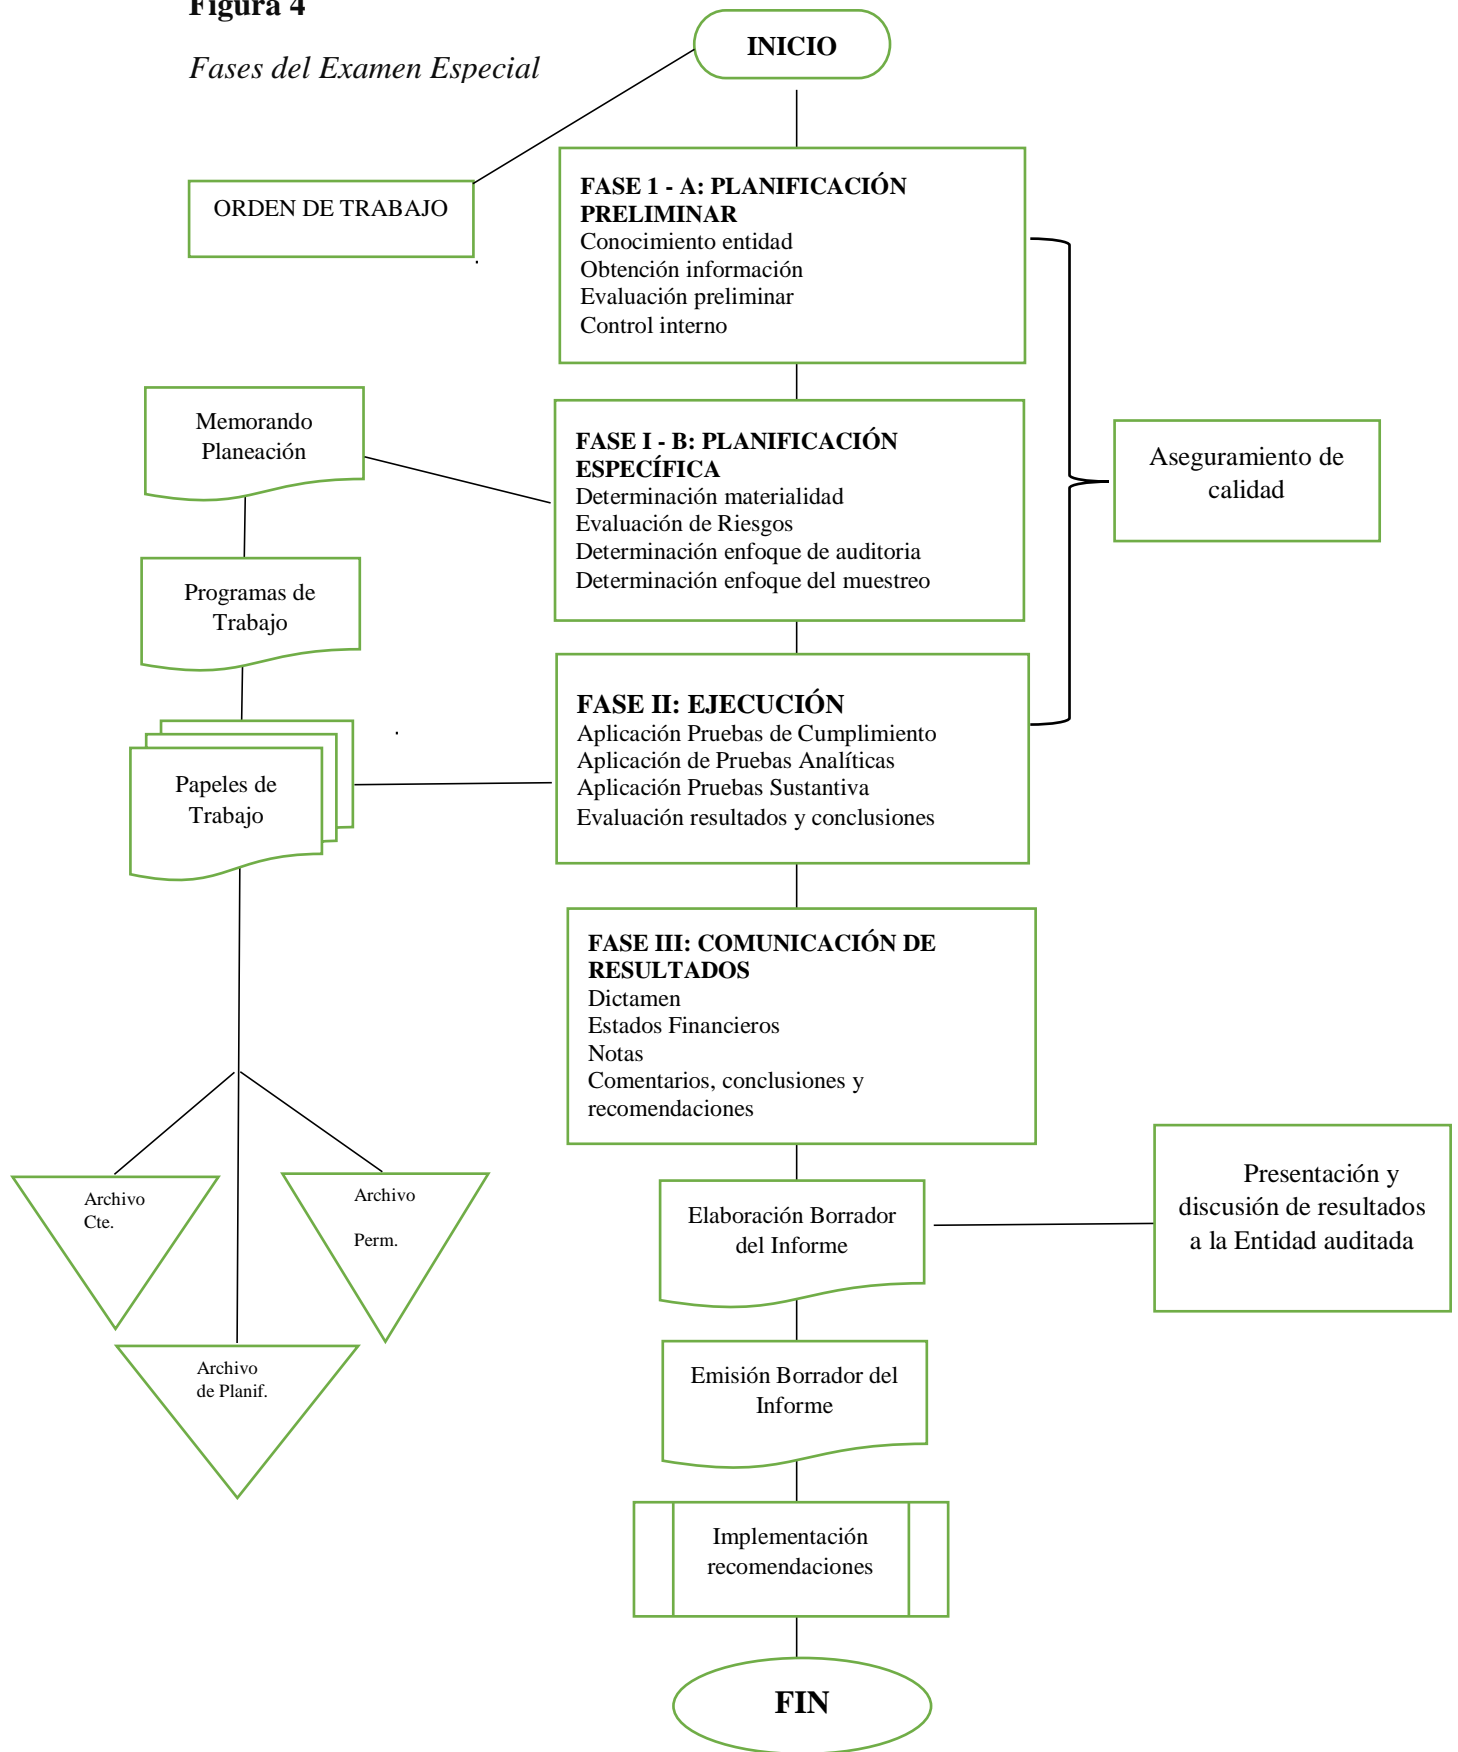 Figura 4
Fases del Examen Especial
INICIO
ORDEN DE TRABAJO
FASE 1 - A: PLANIFICACIÓN
PRELIMINAR
Conocimiento entidad
Obtención información
Evaluación preliminar
Control interno
Memorando
Planeación
FASE I - B: PLANIFICACIÓN
ESPECÍFICA
Determinación materialidad
Evaluación de Riesgos
Determinación enfoque de auditoria
Determinación enfoque del muestreo
Aseguramiento de
calidad
Programas de
Trabajo
FASE II: EJECUCIÓN
Aplicación Pruebas de Cumplimiento
Aplicación de Pruebas Analíticas
Aplicación Pruebas Sustantiva
Evaluación resultados y conclusiones
Papeles de
Trabajo
FASE III: COMUNICACIÓN DE
RESULTADOS
Dictamen
Estados Financieros
Notas
Comentarios, conclusiones y
recomendaciones
Archivo
Cte.
Archivo
Perm.
Archivo
de Planif.
Elaboración Borrador
del Informe
Presentación y
discusión de resultados
a la Entidad auditada
Emisión Borrador del
Informe
Implementación
recomendaciones
FIN